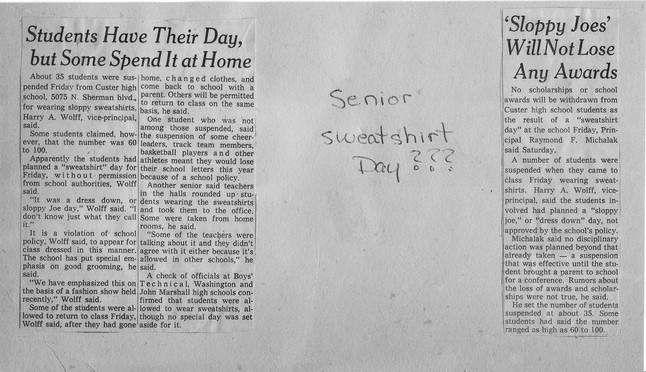 Students Have Their Day,
but Some Spend It at Home
About 35 students were sus-
pended Friday from Custer high
school, 5075 N. Sherman blvd.,
for wearing sloppy sweatshirts,
Harry A. Wolff, vice-principal,
said.
Some students claimed, how-
ever, that the number was 60
to 100.
Apparently the students had
planned a "sweatshirt" day for
Friday, without permission
from school authorities, Wolff
said.
"It was a dress down, or
sloppy Joe day," Wolff said. "I
don't know just what they call
it."
It is a violation of school
policy, Wolff said, to appear for
class dressed in this manner.
The school has put special em-
phasis on good grooming, he
said.
"We have emphasized this on
the basis of a fashion show held
recently," Wolff said.
Some of the students were al-
lowed to return to class Friday,
Wolff said, after they had gone
home, changed clothes, and
come back to school with a
parent. Others will be permitted
to return to class on the same
basis, he said.
One student who was not
among those suspended, said
the suspension of some cheer-
leaders, track team members,
basketball players and other
athletes meant they would lose
their school letters this year
because of a school policy.
Another senior said teachers
in the halls rounded up stu-
dents wearing the sweatshirts
and took them to the office.
Some were taken from home
rooms, he said.
"Some of the teachers were
talking about it and they didn't
agree with it either because it's
allowed in other schools," he
said.
A check of officials at Boys'
Technical, Washington and
John Marshall high schools con-
firmed that students were al-
lowed to wear sweatshirts, al-
though no special day was set
aside for it.
Senior
sweatshirt
Day ???
'Sloppy Joes'
Will Not Lose
Any Awards
No scholarships or school
awards will be withdrawn from
Custer high school students as
the result of a "sweatshirt
day" at the school Friday, Prin-
cipal Raymond F. Michalak
said Saturday.
A number of students were
suspended when they came to
class Friday wearing sweat-
shirts. Harry A. Wolff, vice-
principal, said the students in-
volved had planned a "sloppy
joe," or "dress down" day, not
approved by the school's policy.
Michalak said no disciplinary
action was planned beyond that
already taken — a suspension
that was effective until the stu-
dent brought a parent to school
for a conference. Rumors about
the loss of awards and scholar-
ships were not true, he said.
He set the number of students
suspended at about 35. Some
students had said the number
ranged as high as 60 to 100.